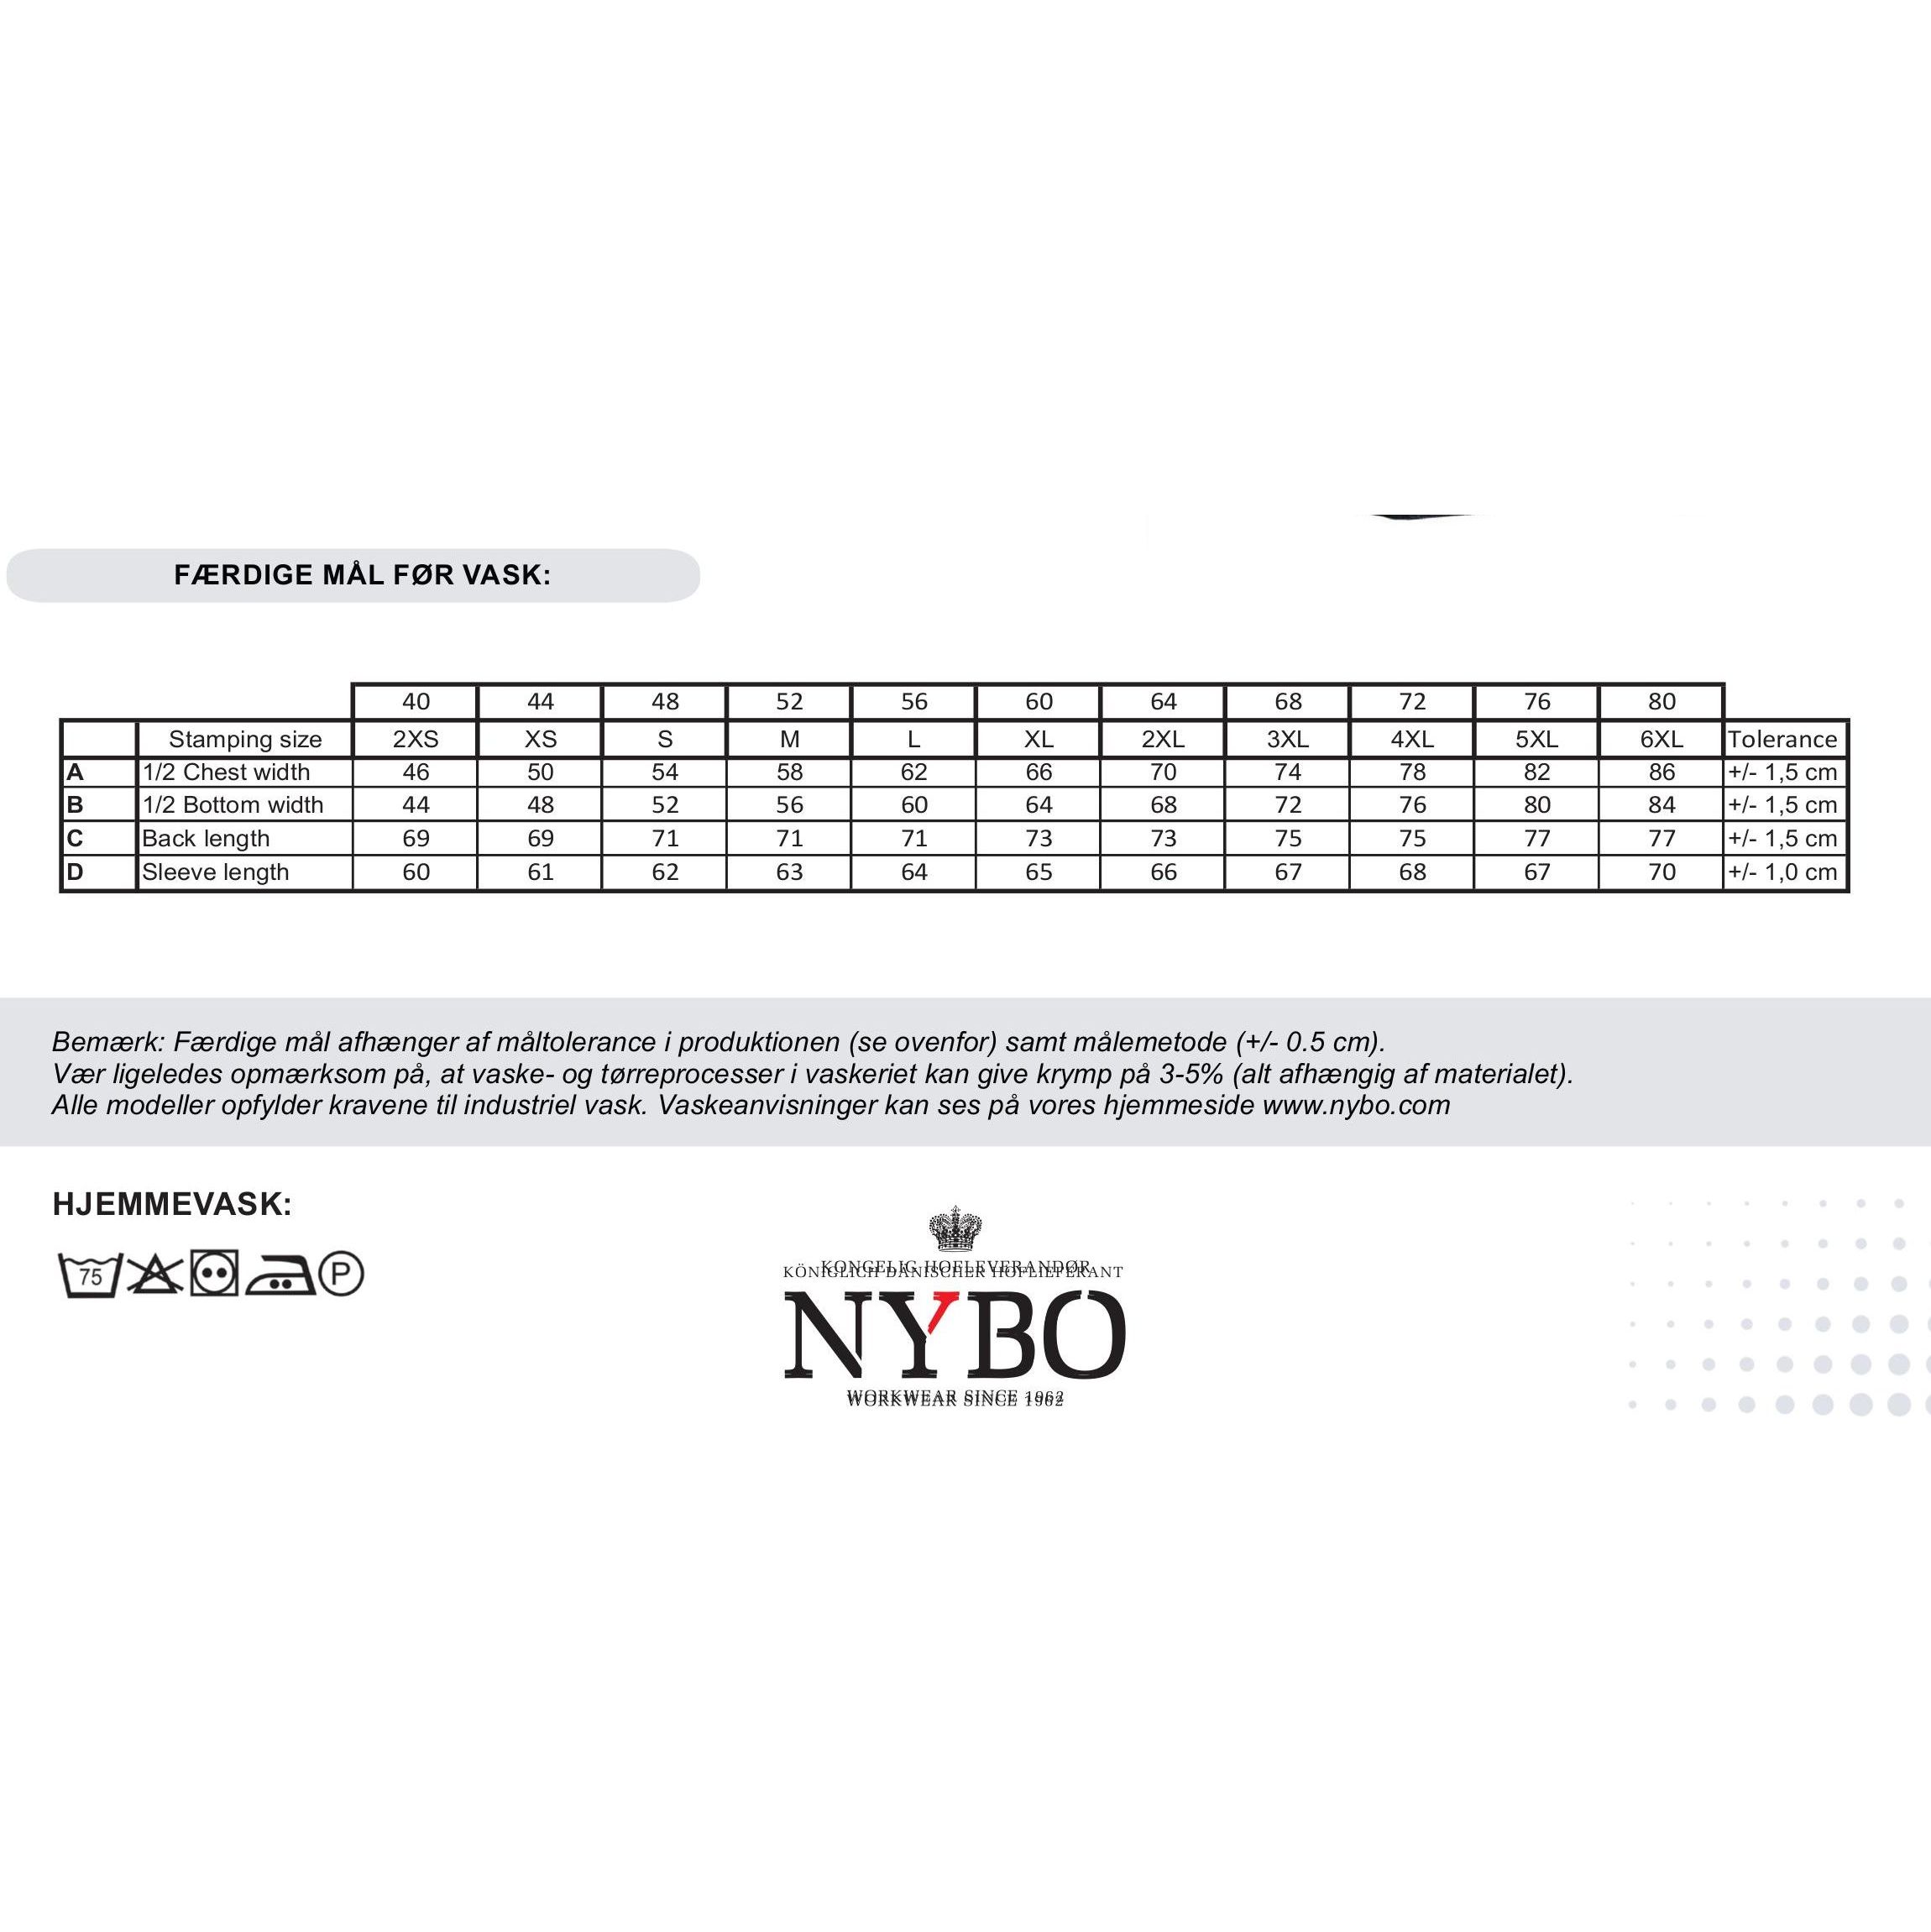 FÆRDIGE MÅL FØR VASK:
40 44 48 52 56 60 64 68 72 76 80
Stamping size 2XS XS S M L XL 2XL 3XL 4XL 5XL 6XL Tolerance
A 1/2 Chest width 46 50 54 58 62 66 70 74 78 82 86 +/- 1,5 cm
B 1/2 Bottom width 44 48 52 56 60 64 68 72 76 80 84 +/- 1,5 cm
C Back length 69 69 71 71 71 73 73 75 75 77 77 +/- 1,5 cm
D Sleeve length 60 61 62 63 64 65 66 67 68 67 70 +/- 1,0 cm
Bemærk: Færdige mål afhænger af måltolerance i produktionen (se ovenfor) samt målemetode (+/- 0.5 cm).
Vær ligeledes opmærksom på, at vaske- og tørreprocesser i vaskeriet kan give krymp på 3-5% (alt afhængig af materialet).
Alle modeller opfylder kravene til industriel vask. Vaskeanvisninger kan ses på vores hjemmeside www.nybo.com
HJEMMEVASK:
75 P
KONGELIG HOFLEVERANDØR
KÖNIGLICH DÄNISCHER HOFLIEFERANT
NYBO
WORKWEAR SINCE 1962